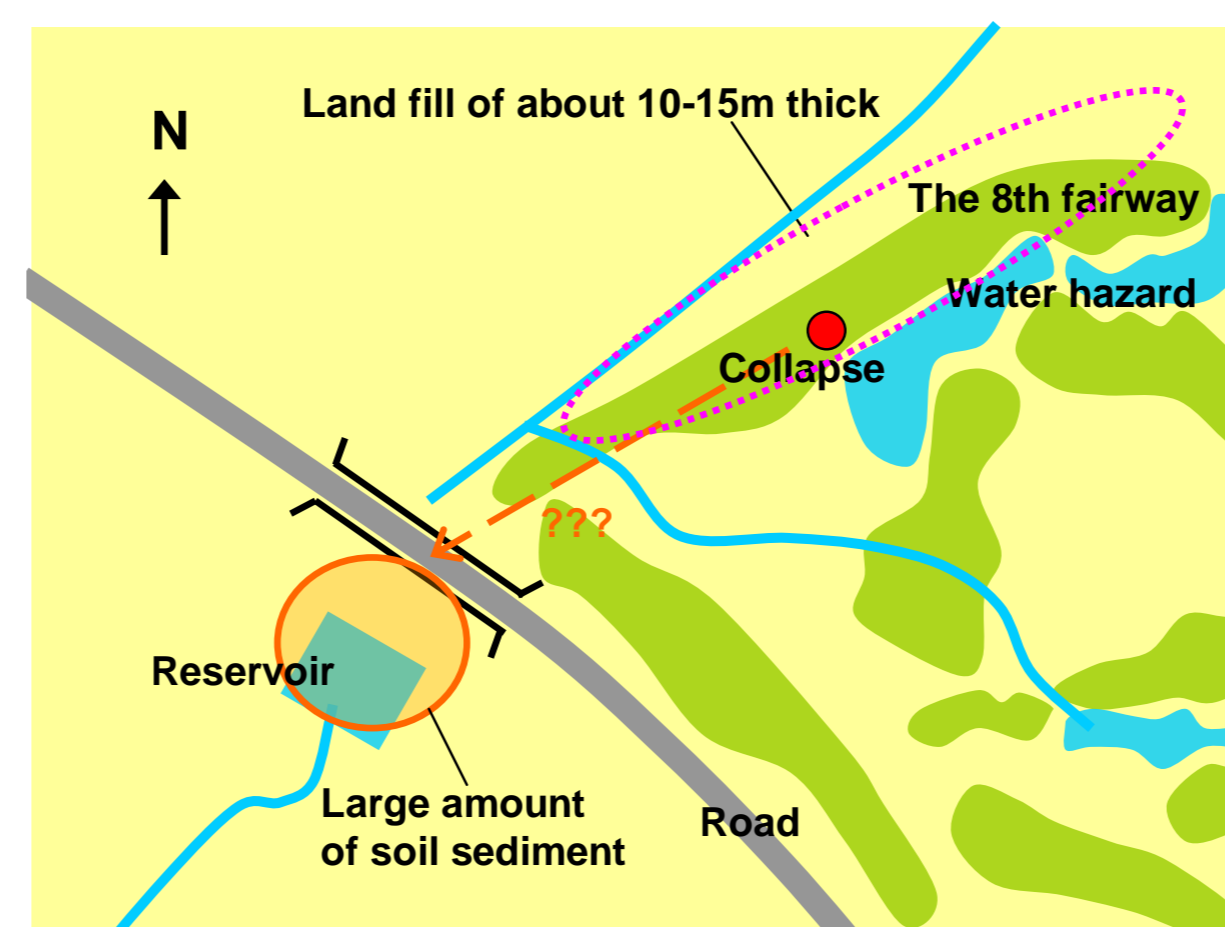 Land fill of about 10-15m thick
N
The 8th fairway
Water hazard
Collapse
???
Reservoir
Large amount
of soil sediment
Road